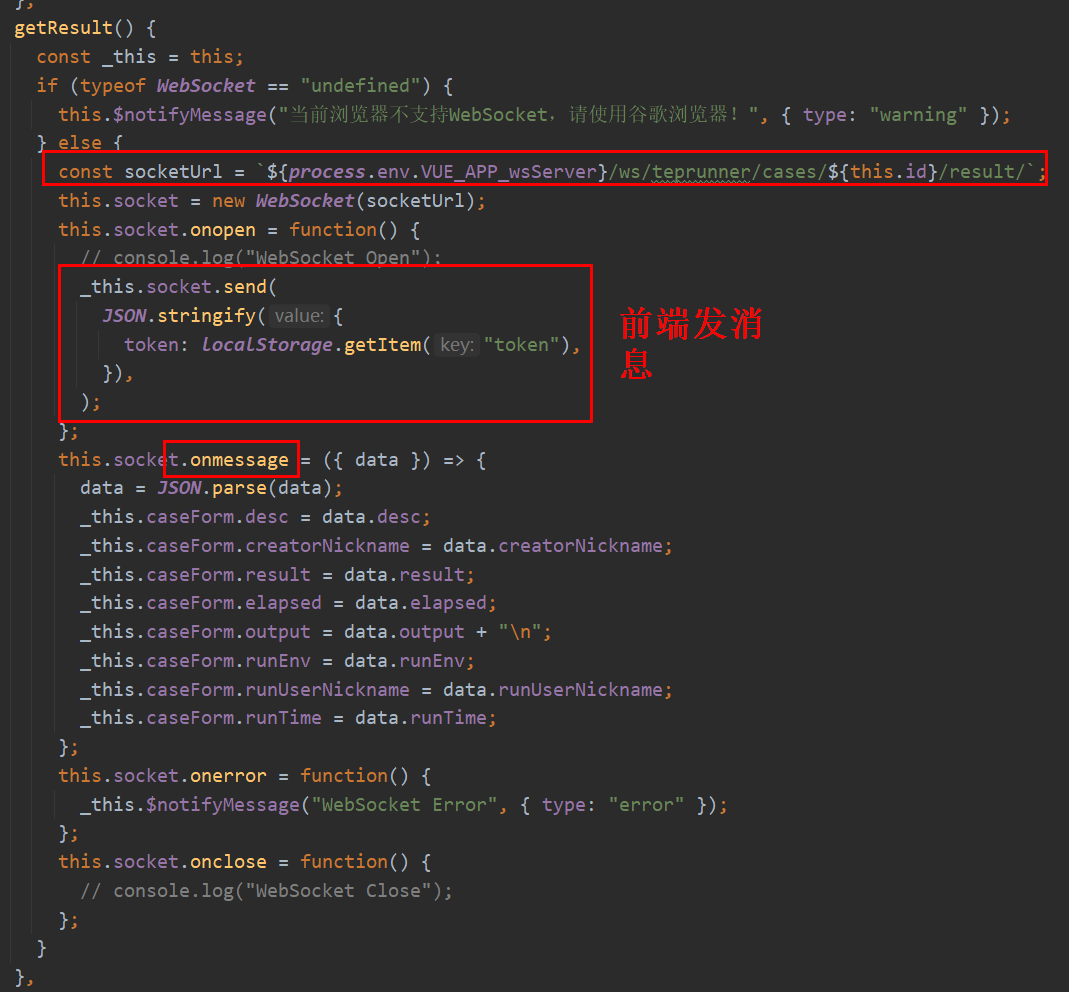 },
getResult() {
const _this = this;
if (typeof WebSocket == "undefined") {
this.$notifyMessage("当前浏览器不支持WebSocket，请使用谷歌浏览器！", { type: "warning" });
} else {
const socketUrl = `${process.env.VUE_APP_wsServer}/ws/teprunner/cases/${this.id}/result/`;
this.socket = new WebSocket(socketUrl);
this.socket.onopen = function() {
// console.log("WebSocket Open");
_this.socket.send(
JSON.stringify( value: {
token: localStorage.getItem( key: "token"),
}),
);
前端发消
息
};
this.socket.onmessage = ({ data }) => {
data = JSON.parse(data);
_this.caseForm.desc = data.desc;
_this.caseForm.creatorNickname = data.creatorNickname;
_this.caseForm.result = data.result;
_this.caseForm.elapsed = data.elapsed;
_this.caseForm.output = data.output + "\n";
_this.caseForm.runEnv = data.runEnv;
_this.caseForm.runUserNickname = data.runUserNickname;
_this.caseForm.runTime = data.runTime;
};
this.socket.onerror = function() {
_this.$notifyMessage("WebSocket Error", { type: "error" });
};
this.socket.onclose = function() {
// console.log("WebSocket Close");
};
}
},